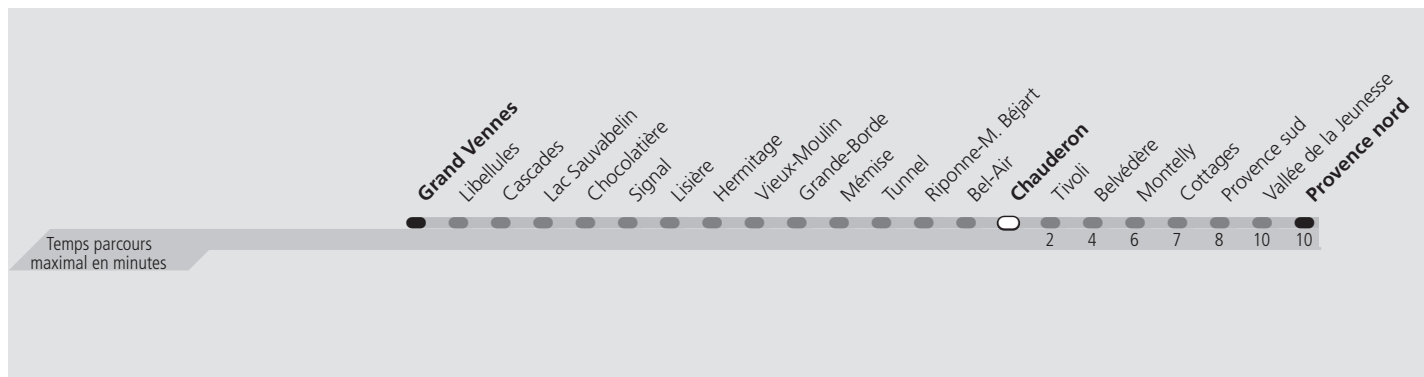 Grand Vennes
Libellules
Cascades
Lac Sauvabelin
Chocolatière
Signal
Lisière
Hermitage
Vieux-Moulin
Grande-Borde
Mémise
Tunnel
Riponne-M. Béjart
Bel-Air
Chauderon
Tivoli
Belvédère
Montelly
Cottages
Provence sud
Vallée de la Jeunesse
Provence nord
Temps parcours
maximal en minutes
2 4 6 7 8 10 10